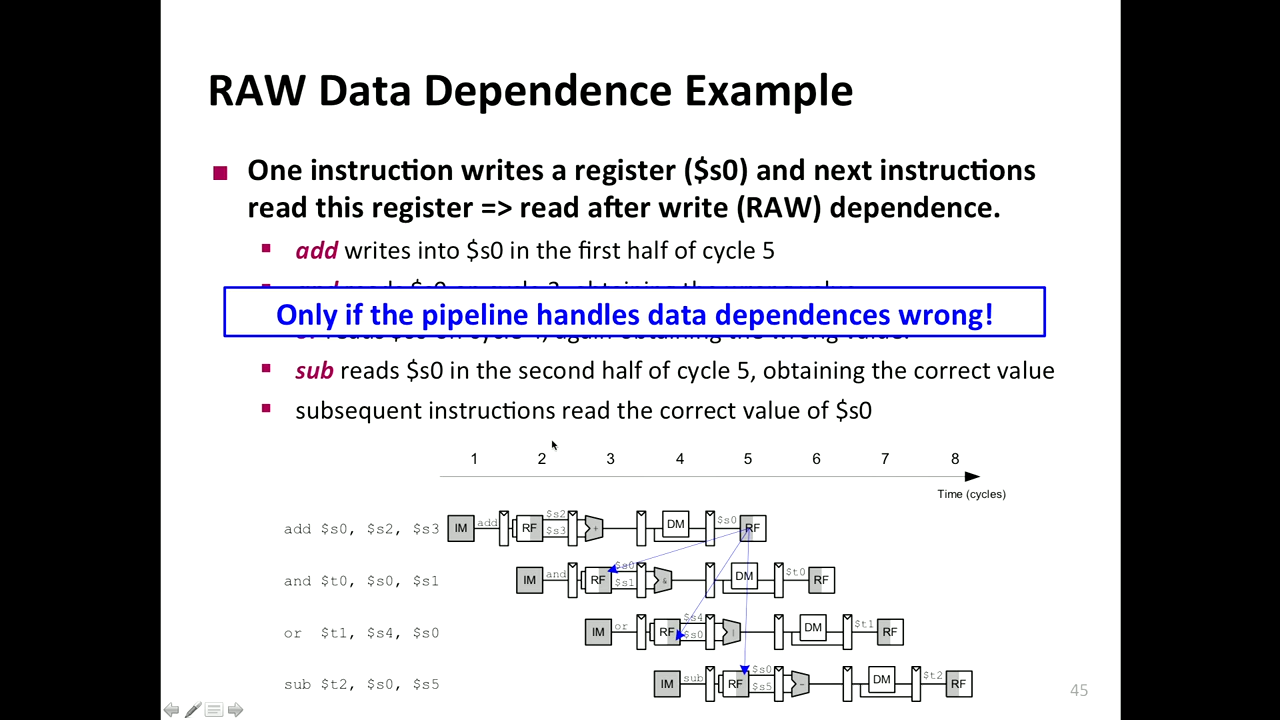 RAW Data Dependence Example
One instruction writes a register ($s0) and next instructions
read this register => read after write (RAW) dependence.
add writes into $s0 in the first half of cycle 5
Only if the pipeline handles data dependences wrong!
sub reads $s0 in the second half of cycle 5, obtaining the correct value
subsequent instructions read the correct value of $s0
1 2 3 4 5 6 7 8
Time (cycles)
add $s0, $s2, $s3 IM add RF $s2 $s3 + DM $s0 RF
and $t0, $s0, $s1 IM and RF $s0 $s1 & DM $t0 RF
or $t1, $s4, $s0 IM or RF $s4 $s0 | DM $t1 RF
sub $t2, $s0, $s5 IM sub RF $s0 $s5 - DM $t2 RF
45